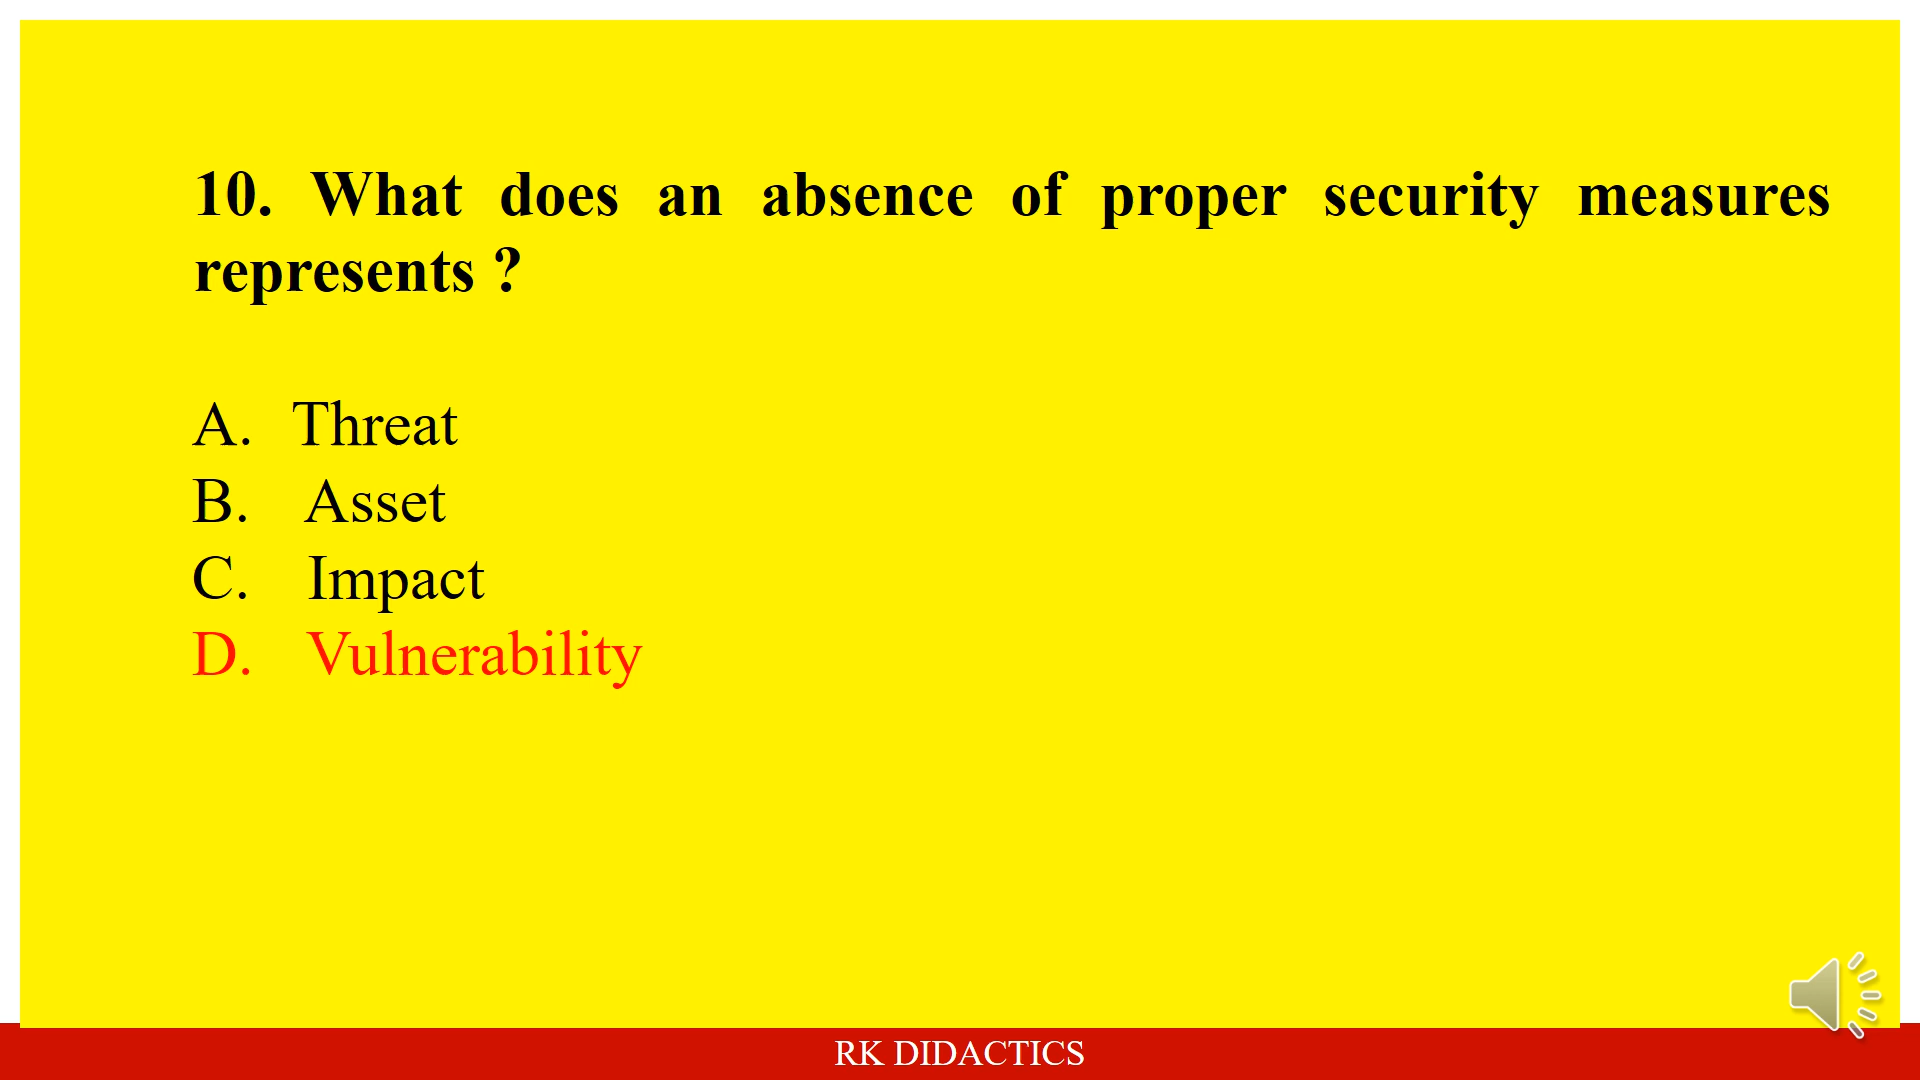 10. What does an absence of proper security measures
represents ?
A. Threat
B. Asset
C. Impact
D. Vulnerability
RK DIDACTICS